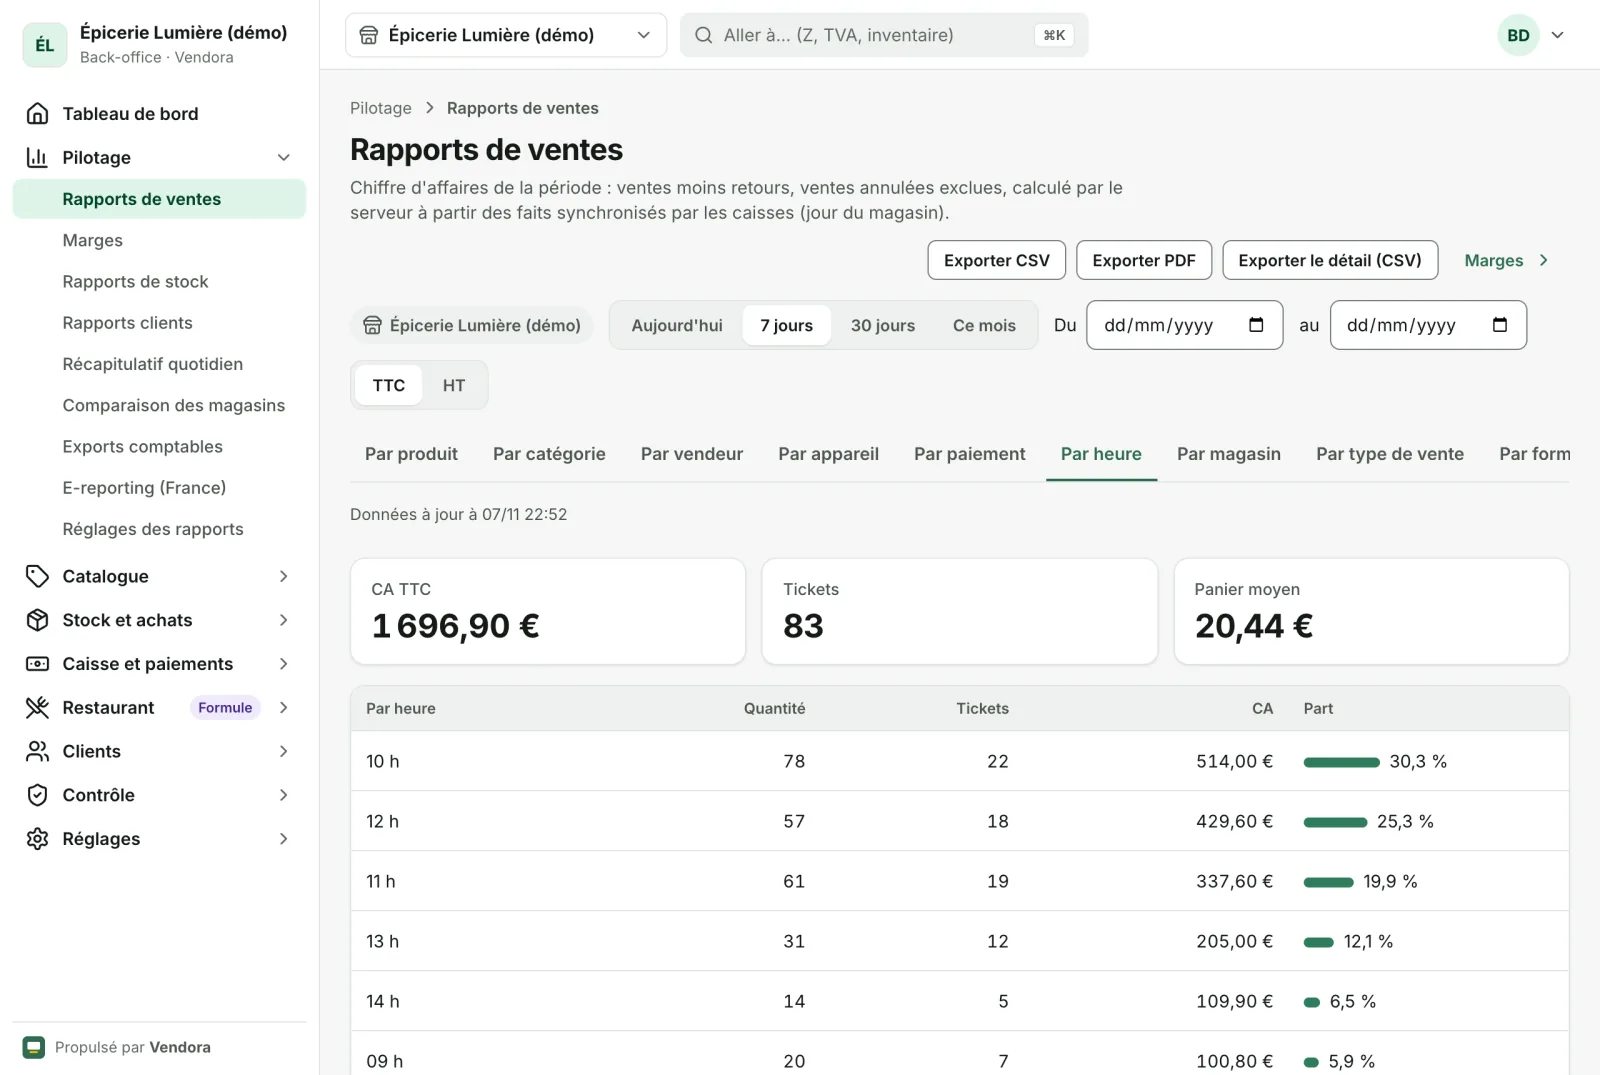 ÉL
Épicerie Lumière (démo)
Back-office · Vendora
Épicerie Lumière (démo)
Aller à... (Z, TVA, inventaire)
⌘K
BD
Tableau de bord
Pilotage
Rapports de ventes
Marges
Rapports de stock
Rapports clients
Récapitulatif quotidien
Comparaison des magasins
Exports comptables
E-reporting (France)
Réglages des rapports
Catalogue
Stock et achats
Caisse et paiements
Restaurant Formule
Clients
Contrôle
Réglages
Propulsé par Vendora
Pilotage > Rapports de ventes
Rapports de ventes
Chiffre d'affaires de la période : ventes moins retours, ventes annulées exclues, calculé par le
serveur à partir des faits synchronisés par les caisses (jour du magasin).
Exporter CSV Exporter PDF Exporter le détail (CSV) Marges
Épicerie Lumière (démo) Aujourd'hui 7 jours 30 jours Ce mois Du dd/mm/yyyy au dd/mm/yyyy
TTC HT
Par produit Par catégorie Par vendeur Par appareil Par paiement Par heure Par magasin Par type de vente Par form
Données à jour à 07/11 22:52
CA TTC
1 696,90 €
Tickets
83
Panier moyen
20,44 €
Par heure Quantité Tickets CA Part
10 h 78 22 514,00 € 30,3 %
12 h 57 18 429,60 € 25,3 %
11 h 61 19 337,60 € 19,9 %
13 h 31 12 205,00 € 12,1 %
14 h 14 5 109,90 € 6,5 %
09 h 20 7 100,80 € 5,9 %